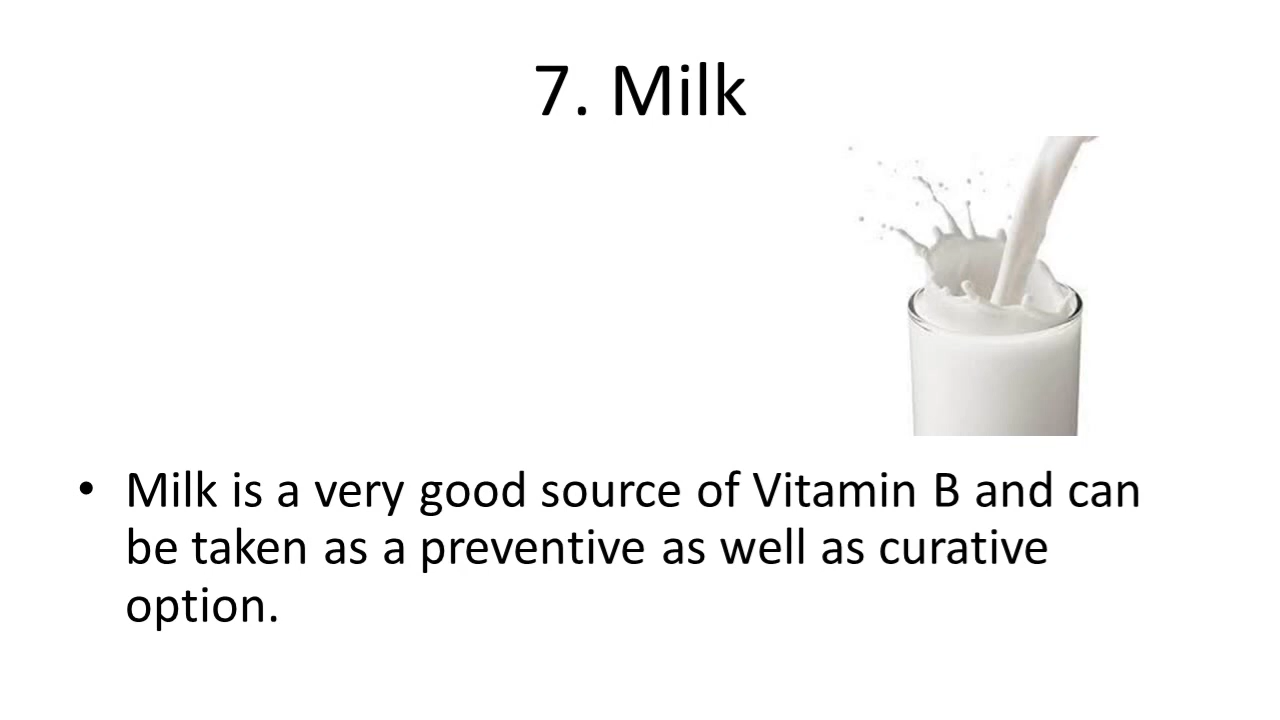 7. Milk
• Milk is a very good source of Vitamin B and can
be taken as a preventive as well as curative
option.